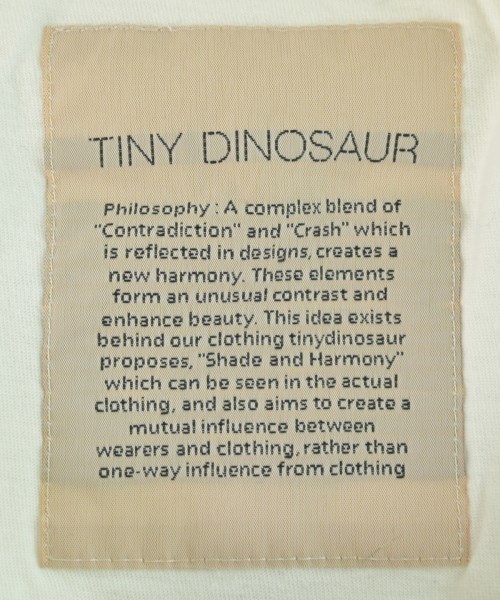 TINY DINOSAUR
Philosophy : A complex blend of
"Contradiction" and "Crash" which
is reflected in designs, creates a
new harmony. These elements
form an unusual contrast and
enhance beauty. This idea exists
behind our clothing tinydinosaur
proposes, "Shade and Harmony"
which can be seen in the actual
clothing, and also aims to create a
mutual influence between
wearers and clothing, rather than
one-way influence from clothing